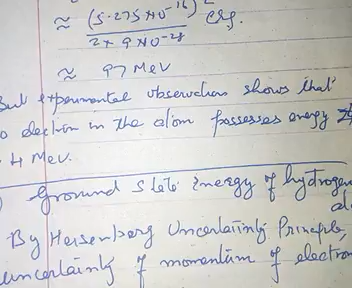 ≈ (5.275×10⁻¹⁶)² ergs.
2×9×10⁻²⁸
≈ 97 MeV
But experimental observation shows that
o electron in the atom possesses energy
4 MeV.
) Ground State Energy of hydrogen
By Heisenberg Uncertainty Principle,
uncertainty of momentum of electron